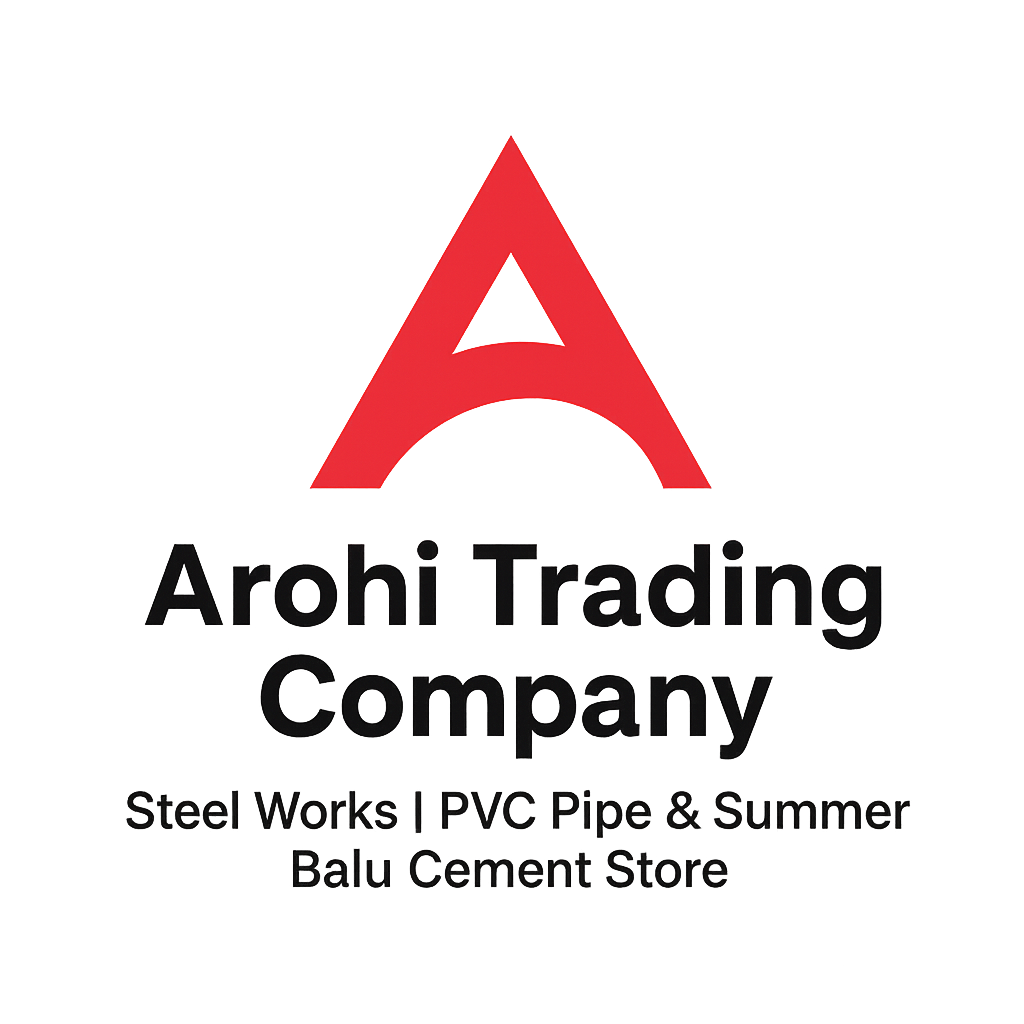 Arohi Trading
Company
Steel Works | PVC Pipe & Summer
Balu Cement Store